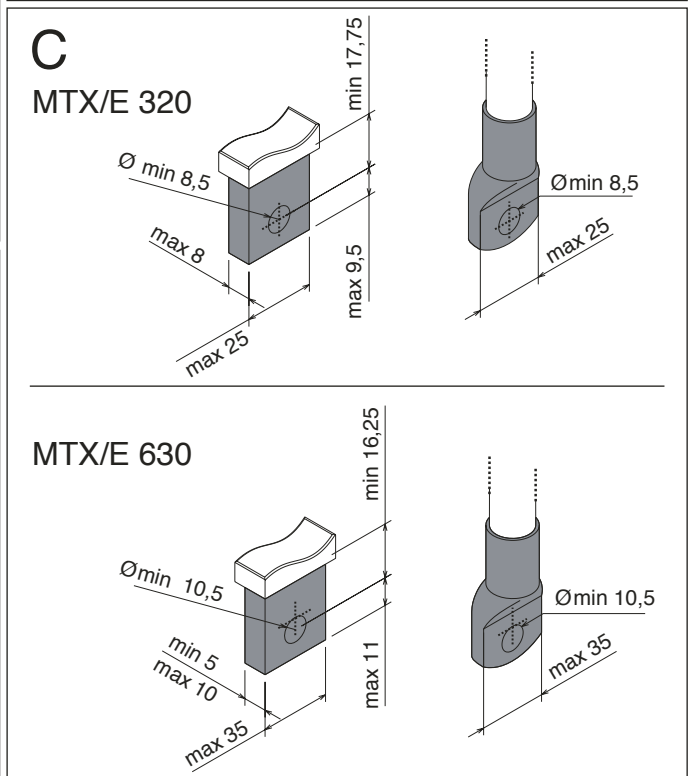 C
MTX/E 320
min 17,75
Ø min 8,5
max 8
max 25
max 9,5
Ømin 8,5
max 25
MTX/E 630
min 16,25
Ømin 10,5
min 5
max 10
max 35
max 11
Ømin 10,5
max 35